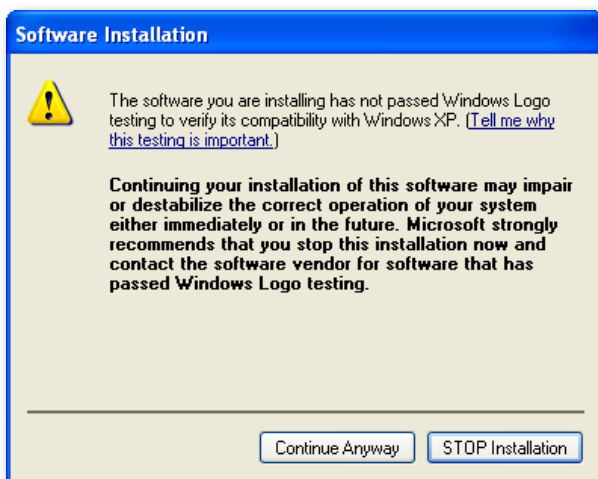 Software Installation
The software you are installing has not passed Windows Logo
testing to verify its compatibility with Windows XP. (Tell me why
this testing is important.)
Continuing your installation of this software may impair
or destabilize the correct operation of your system
either immediately or in the future. Microsoft strongly
recommends that you stop this installation now and
contact the software vendor for software that has
passed Windows Logo testing.
Continue Anyway
STOP Installation